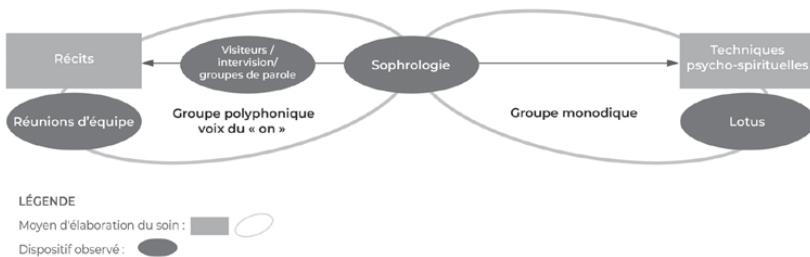 Récits
Visiteurs /
intervision/
groupes de parole
Sophrologie
Techniques
psycho-spirituelles
Réunions d'équipe
Groupe polyphonique
voix du « on »
Groupe monodique
Lotus
LÉGENDE
Moyen d'élaboration du soin :
Dispositif observé :